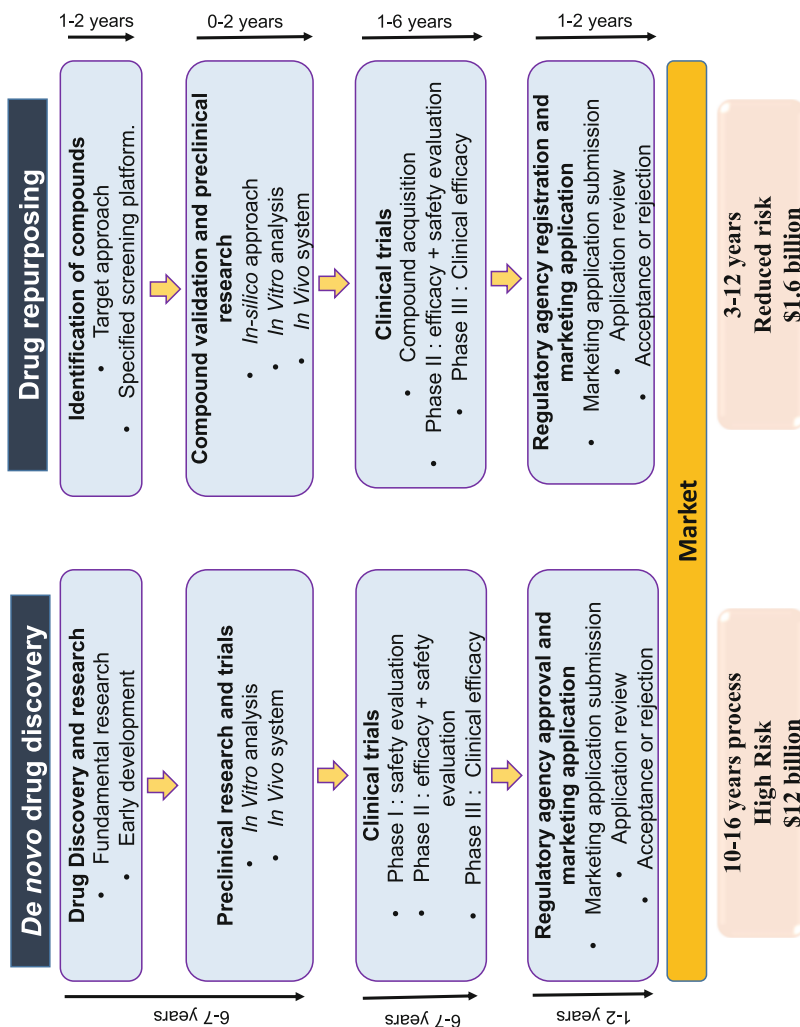 De novo drug discovery
6-7 years
Drug Discovery and research
• Fundamental research
• Early development
Preclinical research and trials
• In Vitro analysis
• In Vivo system
6-7 years
Clinical trials
• Phase I : safety evaluation
• Phase II : efficacy + safety
evaluation
• Phase III : Clinical efficacy
1-2 years
Regulatory agency approval and
marketing application
• Marketing application submission
• Application review
• Acceptance or rejection
Drug repurposing
Identification of compounds
• Target approach
• Specified screening platform.
1-2 years
Compound validation and preclinical
research
• In-silico approach
• In Vitro analysis
• In Vivo system
0-2 years
Clinical trials
• Compound acquisition
• Phase II : efficacy + safety evaluation
• Phase III : Clinical efficacy
1-6 years
Regulatory agency registration and
marketing application
• Marketing application submission
• Application review
• Acceptance or rejection
1-2 years
Market
10-16 years process
High Risk
$12 billion
3-12 years
Reduced risk
$1.6 billion